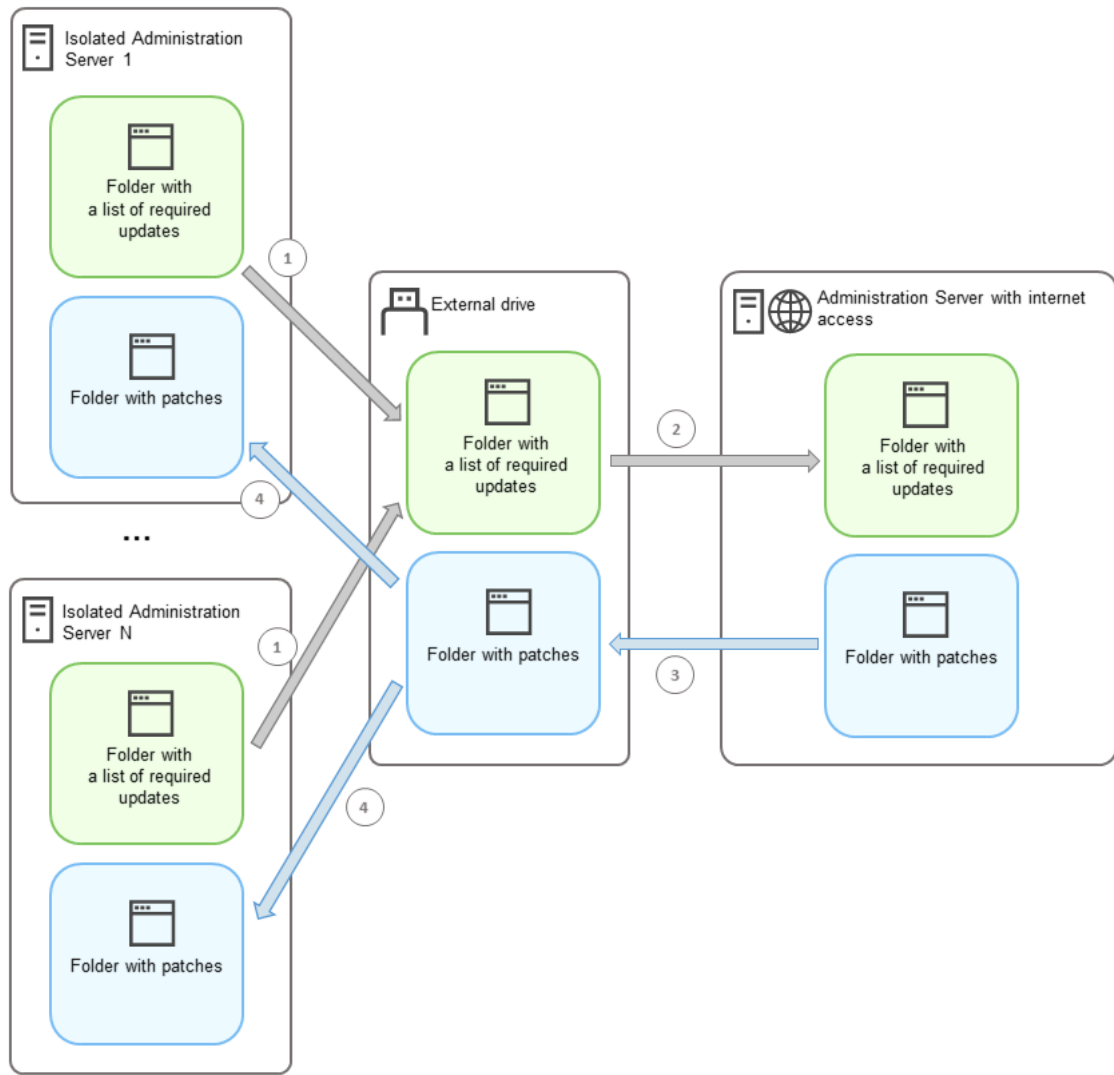 Isolated Administration
Server 1
Folder with
a list of required
updates
1
Folder with patches
4
...
Isolated Administration
Server N
Folder with
a list of required
updates
1
Folder with patches
4
External drive
Folder with
a list of required
updates
Folder with patches
2
3
Administration Server with internet
access
Folder with
a list of required
updates
Folder with patches